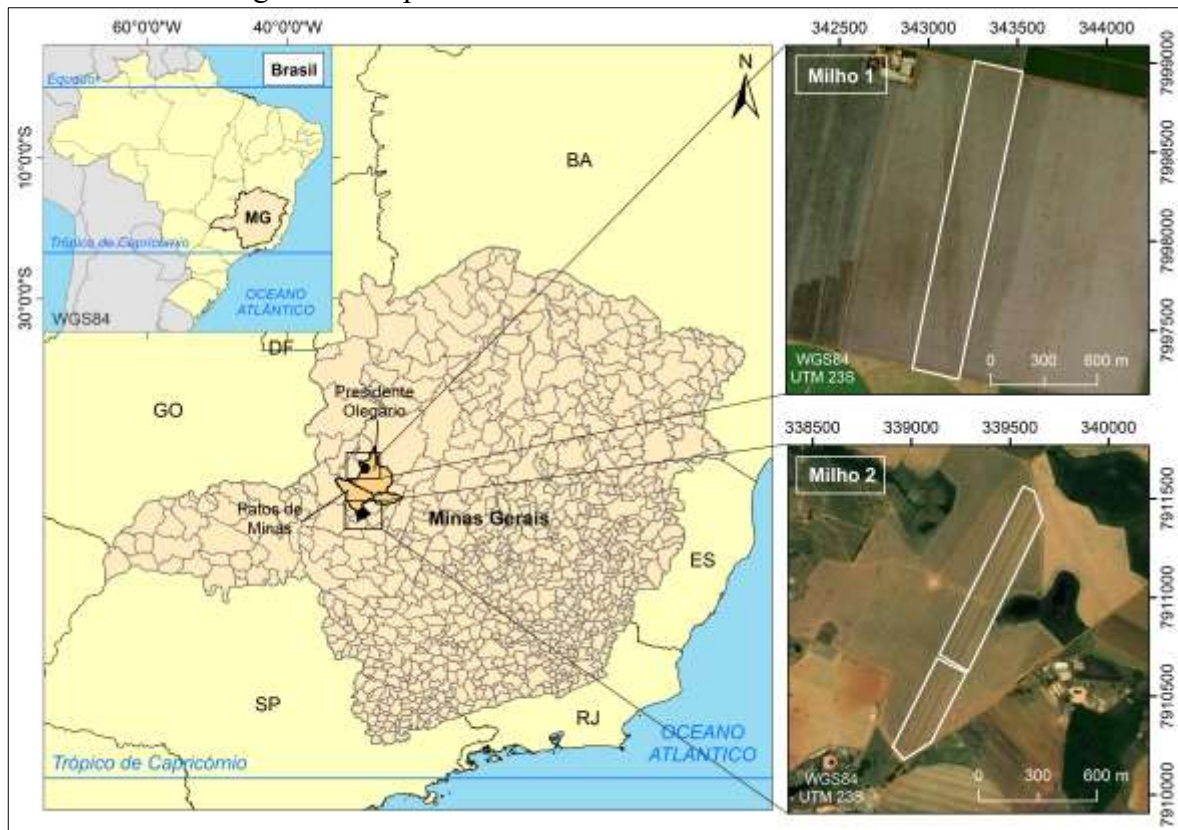 60°0'0"W 40°0'0"W
Equador
Brasil
10°0'0"S
MG
Trópico de Capricórnio
30°0'0"S
OCEANO
ATLÂNTICO
WGS84
N
BA
DF
GO
Presidente
Olegário
Patos de
Minas
Minas Gerais
ES
SP
RJ
OCEANO
ATLÂNTICO
Trópico de Capricórnio
342500 343000 343500 344000
Milho 1
7999000
7998500
7998000
7997500
WGS84
UTM 23S
0 300 600 m
338500 339000 339500 340000
Milho 2
7911500
7911000
7910500
7910000
WGS84
UTM 23S
0 300 600 m